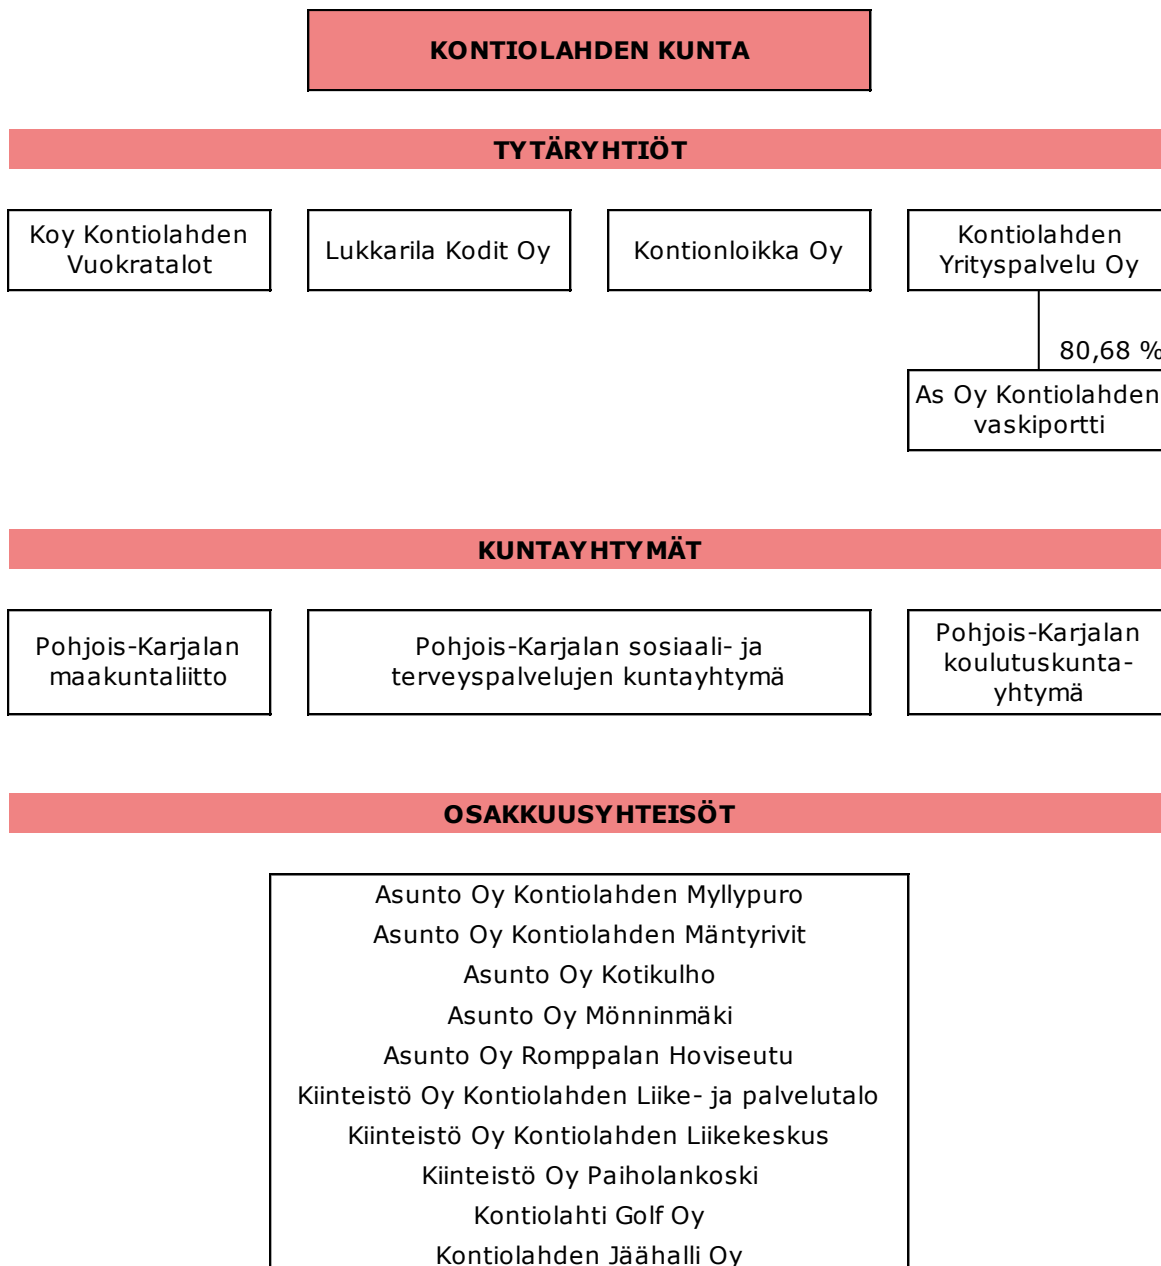 KONTIOLAHDEN KUNTA
TYTÄRYHTIÖT
Koy Kontiolahden
Vuokratalot
Lukkarila Kodit Oy
Kontionloikka Oy
Kontiolahden
Yrityspalvelu Oy
80,68 %
As Oy Kontiolahden
vaskiportti
KUNTAYHTYMÄT
Pohjois-Karjalan
maakuntaliitto
Pohjois-Karjalan sosiaali- ja
terveyspalvelujen kuntayhtymä
Pohjois-Karjalan
koulutuskunta-
yhtymä
OSAKKUUSYHTEISÖT
Asunto Oy Kontiolahden Myllypuro
Asunto Oy Kontiolahden Mäntyrivit
Asunto Oy Kotikulho
Asunto Oy Mönninmäki
Asunto Oy Romppalan Hoviseutu
Kiinteistö Oy Kontiolahden Liike- ja palvelutalo
Kiinteistö Oy Kontiolahden Liikekeskus
Kiinteistö Oy Paiholankoski
Kontiolahti Golf Oy
Kontiolahden Jäähalli Oy